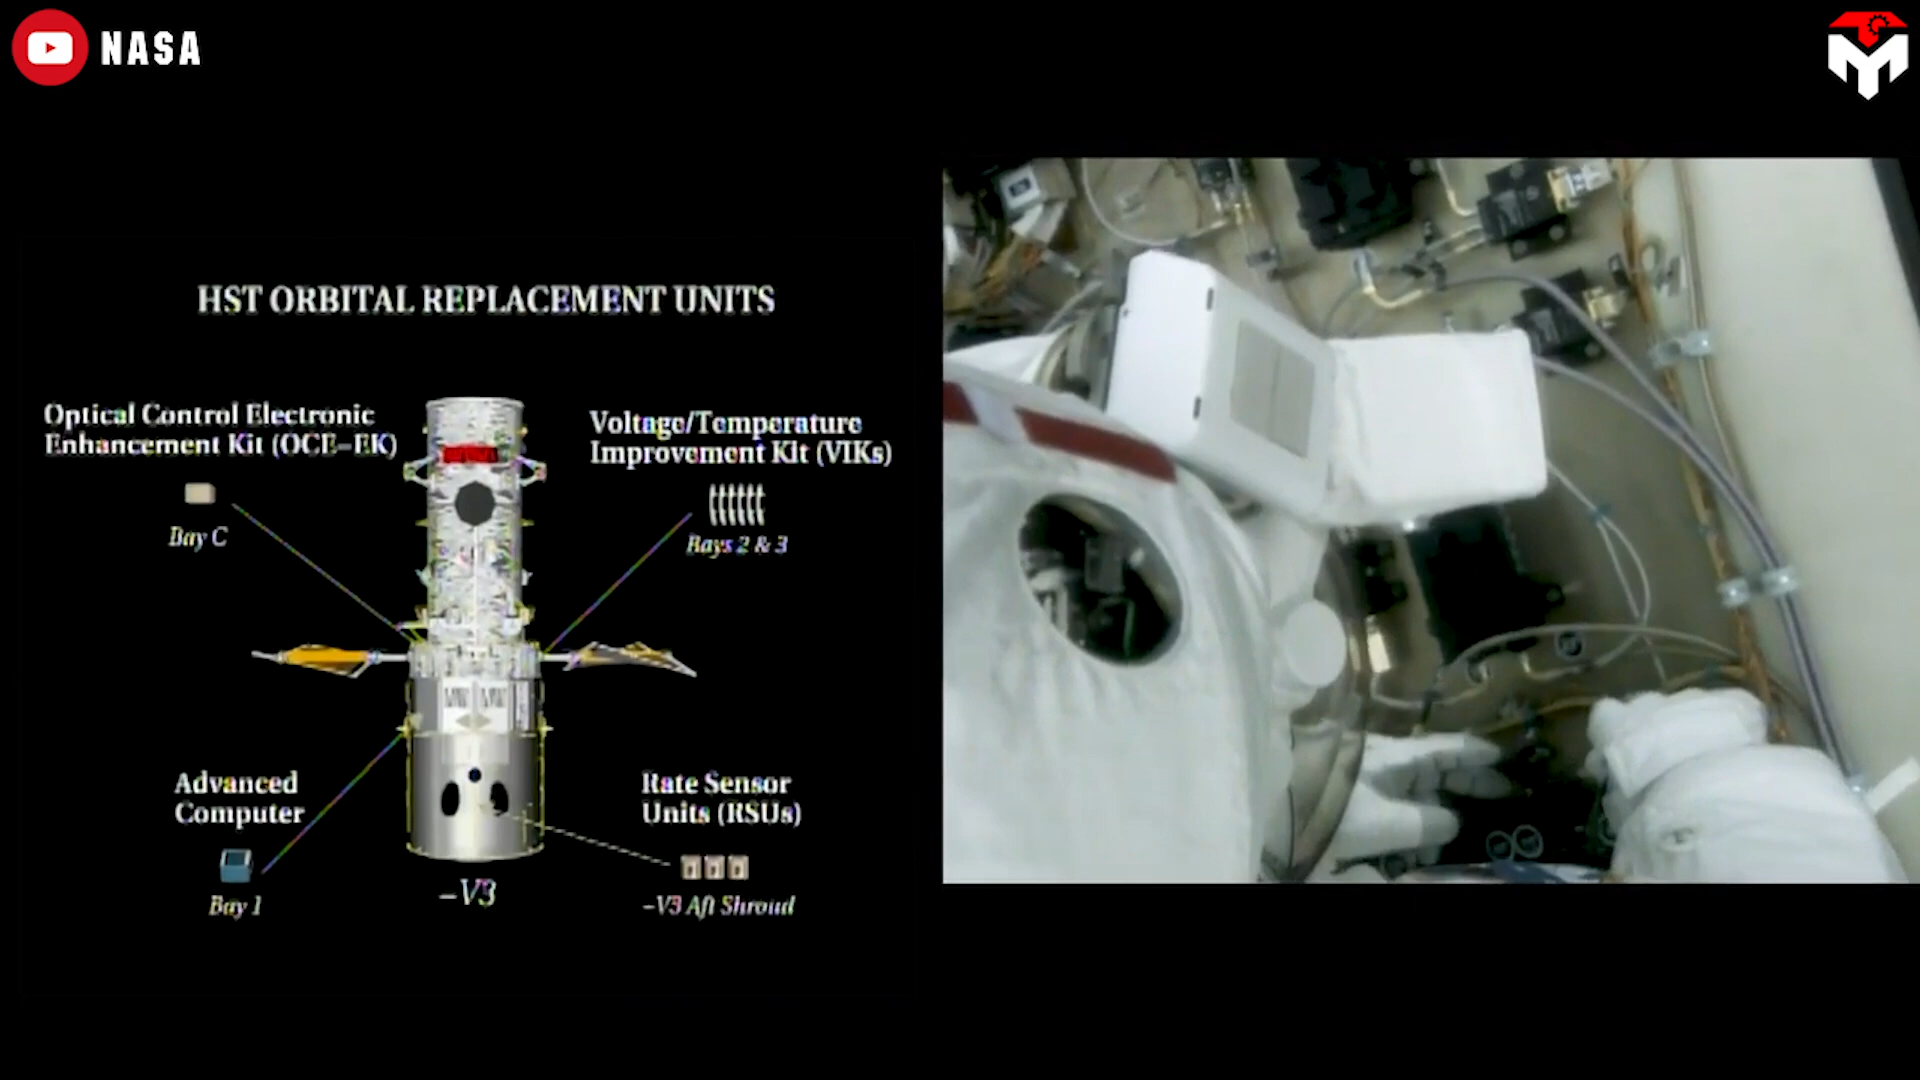 NASA
HST ORBITAL REPLACEMENT UNITS
Optical Control Electronic
Enhancement Kit (OCE-EK)
Bay C
Voltage/Temperature
Improvement Kit (VIKs)
Bays 2 & 3
Advanced
Computer
Bay 1
-V3
Rate Sensor
Units (RSUs)
-V3 Aft Shroud